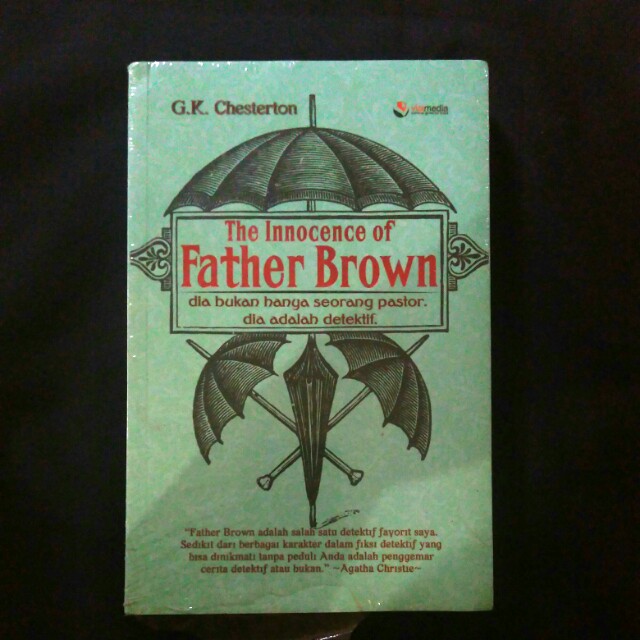 G.K. Chesterton
media
The Innocence of
Father Brown
dia bukan hanya seorang pastor.
dia adalah detektif.
"Father Brown adalah salah satu detektif favorit saya.
Sedikit dari berbagai karakter dalam fiksi detektif yang
bisa dinikmati tanpa peduli Anda adalah penggemar
cerita detektif atau bukan." ~Agatha Christie~